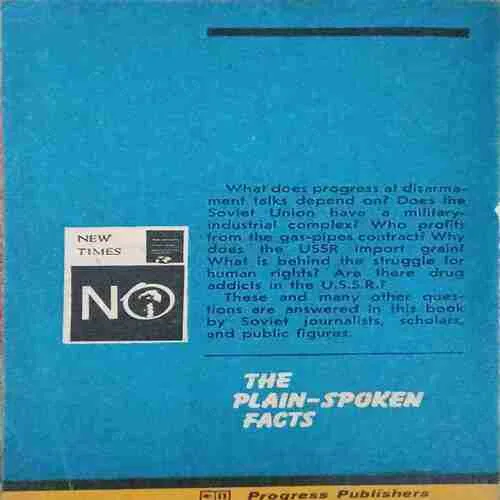 What does progress at disarma-
ment talks depend on? Does the
Soviet Union have a military-
industrial complex? Who profits
from the gas-pipes contract? Why
does the USSR import grain?
What is behind the struggle for
human rights? Are there drug
addicts in the U.S.S.R.?
These and many other ques-
tions are answered in this book
by Soviet journalists, scholars,
and public figures.
NEW
TIMES
NO
THE
PLAIN-SPOKEN
FACTS
Progress Publishers